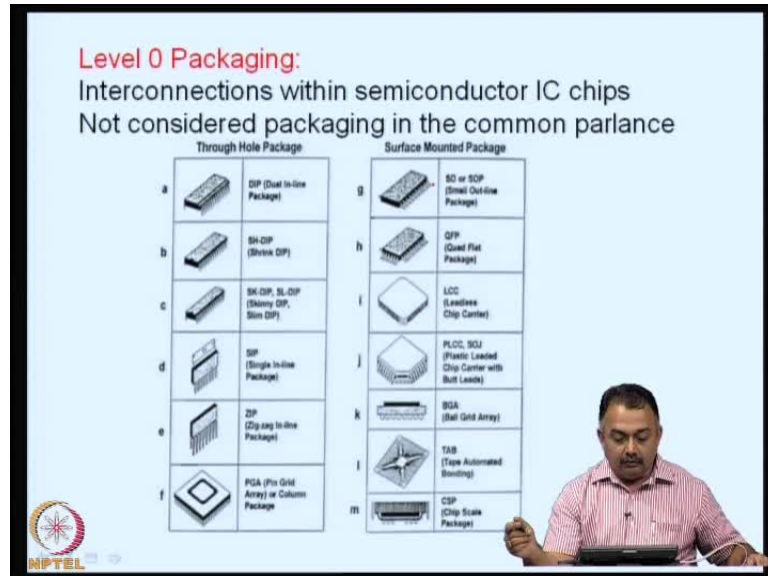 Level 0 Packaging:
Interconnections within semiconductor IC chips
Not considered packaging in the common parlance
Through Hole Package
Surface Mounted Package
a
DIP (Dual In-line
Package)
b
SH-DIP
(Shrink DIP)
c
SK-DIP, SL-DIP
(Skinny DIP,
Slim DIP)
d
SIP
(Single In-line
Package)
e
ZIP
(Zig-zag In-line
Package)
f
PGA (Pin Grid
Array) or Column
Package
g
SO or SOP
(Small Out-line
Package)
h
QFP
(Quad Flat
Package)
i
LCC
(Leadless
Chip Carrier)
j
PLCC, SOJ
(Plastic Leaded
Chip Carrier with
Butt Leads)
k
BGA
(Ball Grid Array)
l
TAB
(Tape Automated
Bonding)
m
CSP
(Chip Scale
Package)
NPTEL